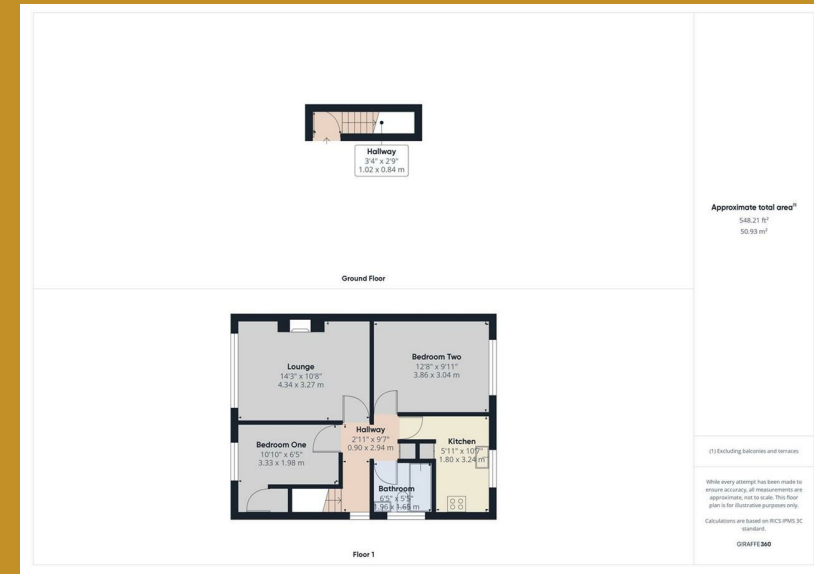 Hallway
3'4" x 2'9"
1.02 x 0.84 m
Ground Floor
Approximate total area(1)
548.21 ft²
50.93 m²
Lounge
14'3" x 10'8"
4.34 x 3.27 m
Bedroom Two
12'8" x 9'11"
3.86 x 3.04 m
Hallway
2'11" x 9'7"
0.90 x 2.94 m
Bedroom One
10'10" x 6'5"
3.33 x 1.98 m
Kitchen
5'11" x 10'7"
1.80 x 3.24 m
Bathroom
6'5" x 5'5"
1.96 x 1.65 m
Floor 1
(1) Excluding balconies and terraces
While every attempt has been made to
ensure accuracy, all measurements are
approximate, not to scale. This floor
plan is for illustrative purposes only.
Calculations are based on RICS IPMS 3C
standard.
GIRAFFE360